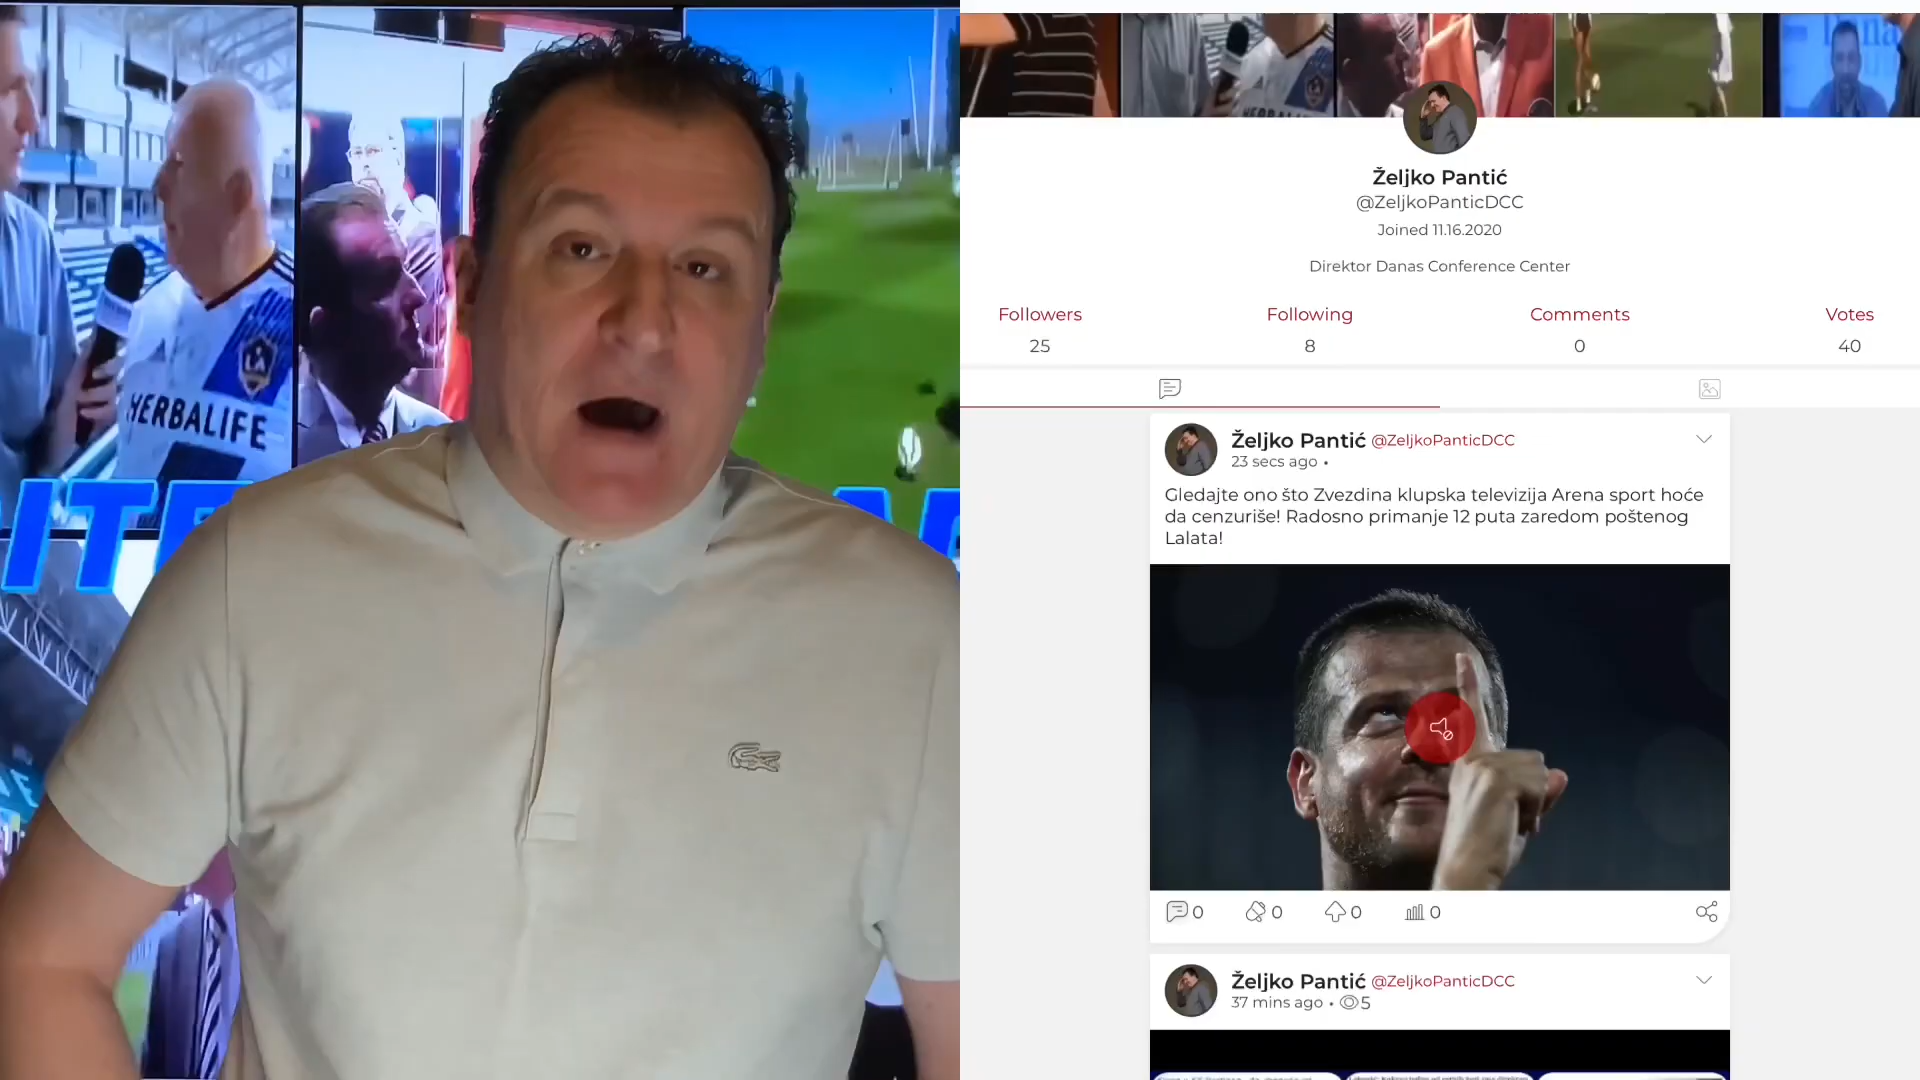 HERBALIFE
LA
ITE
Željko Pantić
@ZeljkoPanticDCC
Joined 11.16.2020
Direktor Danas Conference Center
Followers
Following
Comments
Votes
25
8
0
40
Željko Pantić @ZeljkoPanticDCC
23 secs ago •
Gledajte ono što Zvezdina klupska televizija Arena sport hoće
da cenzuriše! Radosno primanje 12 puta zaredom poštenog
Lalata!
0
0
0
0
Željko Pantić @ZeljkoPanticDCC
37 mins ago • 5